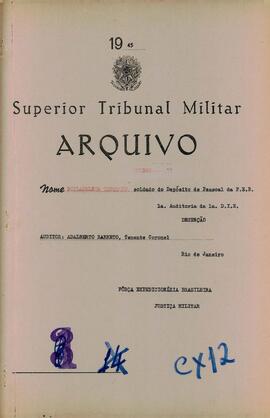 19 45
Superior Tribunal Militar
ARQUIVO
Nome soldado do Depósito de Pessoal da F.E.B.
1a. Auditoria da 1a. D.I.E.
DESERÇÃO
AUDITOR: ADALBERTO BARRETO, Tenente Coronel
Rio de Janeiro
FÔRÇA EXPEDICIONÁRIA BRASILEIRA
JUSTIÇA MILITAR
14 CX12